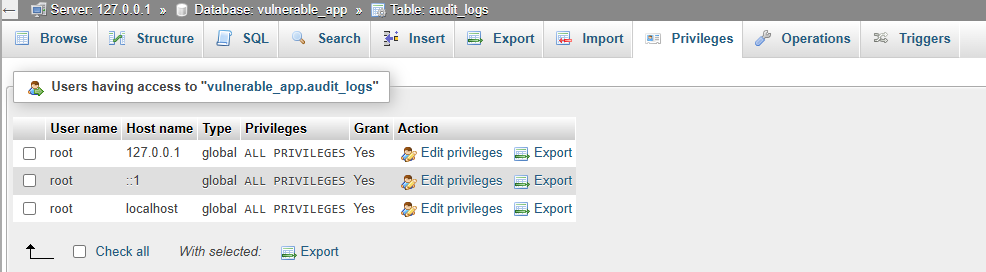 Server: 127.0.0.1 » Database: vulnerable_app » Table: audit_logs
Browse Structure SQL Search Insert Export Import Privileges Operations Triggers
Users having access to "vulnerable_app.audit_logs"
User name Host name Type Privileges Grant Action
root 127.0.0.1 global ALL PRIVILEGES Yes Edit privileges Export
root ::1 global ALL PRIVILEGES Yes Edit privileges Export
root localhost global ALL PRIVILEGES Yes Edit privileges Export
Check all With selected: Export